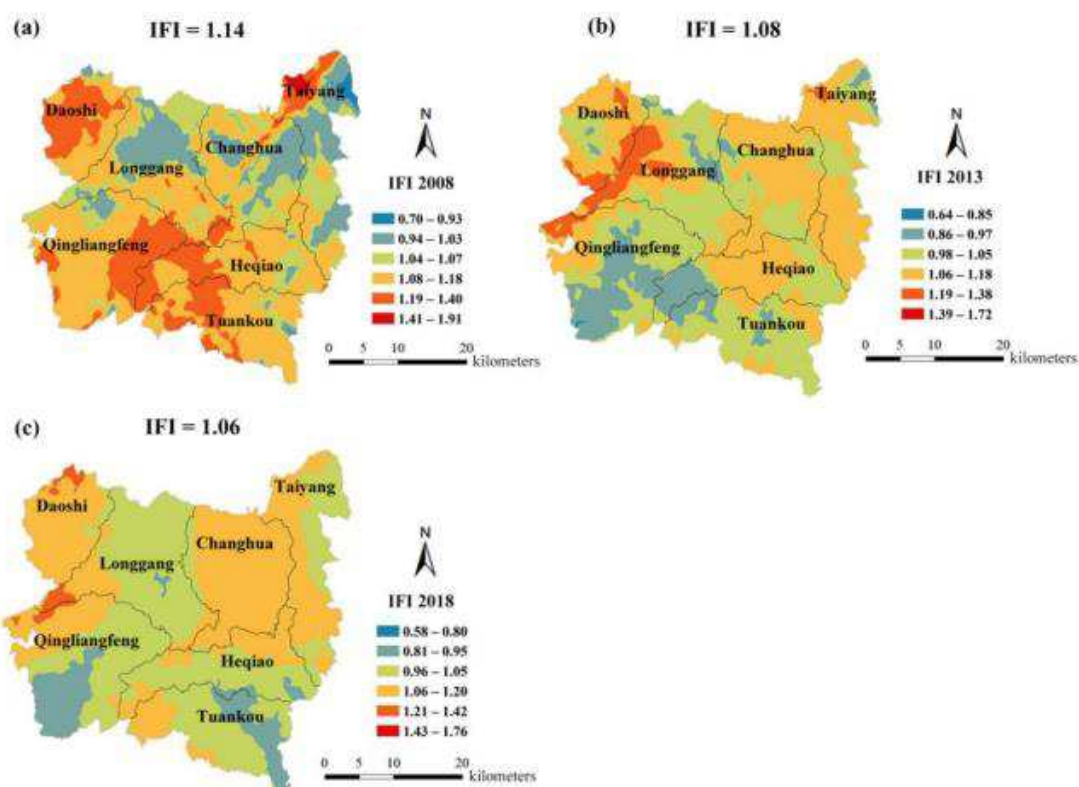 (a)
IFI = 1.14
Daoshi
Taiyang
Longgang
Changhua
Qingliangfeng
Heqiao
Tuankou
N
IFI 2008
0.70 – 0.93
0.94 – 1.03
1.04 – 1.07
1.08 – 1.18
1.19 – 1.40
1.41 – 1.91
0 5 10 20
kilometers
(b)
IFI = 1.08
Daoshi
Taiyang
Changhua
Longgang
Qingliangfeng
Heqiao
Tuankou
N
IFI 2013
0.64 – 0.85
0.86 – 0.97
0.98 – 1.05
1.06 – 1.18
1.19 – 1.38
1.39 – 1.72
0 5 10 20
kilometers
(c)
IFI = 1.06
Taiyang
Daoshi
Changhua
Longgang
Qingliangfeng
Heqiao
Tuankou
N
IFI 2018
0.58 – 0.80
0.81 – 0.95
0.96 – 1.05
1.06 – 1.20
1.21 – 1.42
1.43 – 1.76
0 5 10 20
kilometers